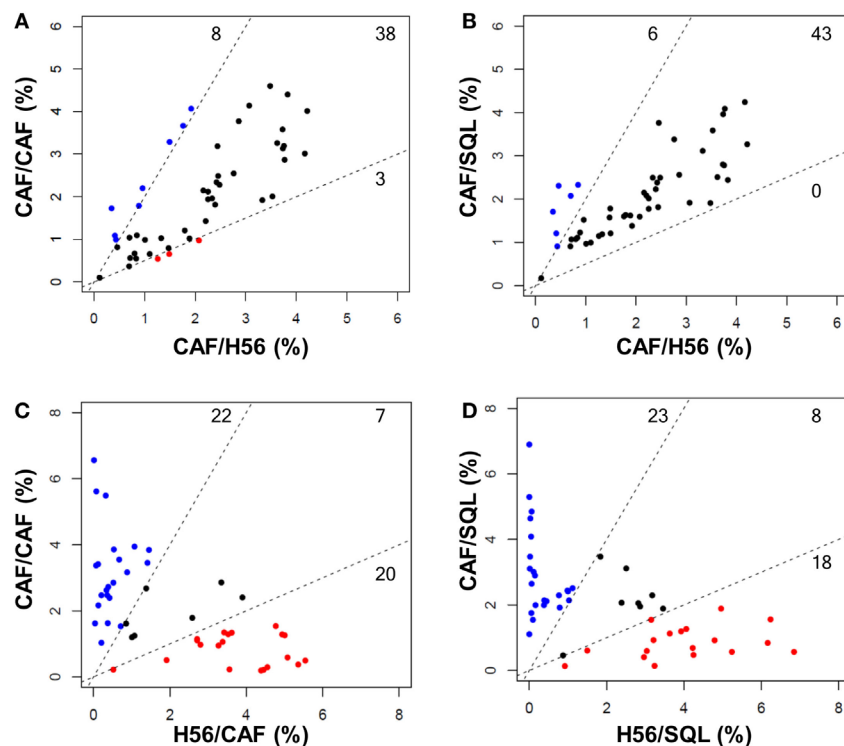 A
8
38
3
CAF/CAF (%)
6
5
4
3
2
1
0
0 1 2 3 4 5 6
CAF/H56 (%)
B
6
43
0
CAF/SQL (%)
6
5
4
3
2
1
0
0 1 2 3 4 5 6
CAF/H56 (%)
C
22
7
20
CAF/CAF (%)
8
6
4
2
0
0 2 4 6 8
H56/CAF (%)
D
23
8
18
CAF/SQL (%)
8
6
4
2
0
0 2 4 6 8
H56/SQL (%)